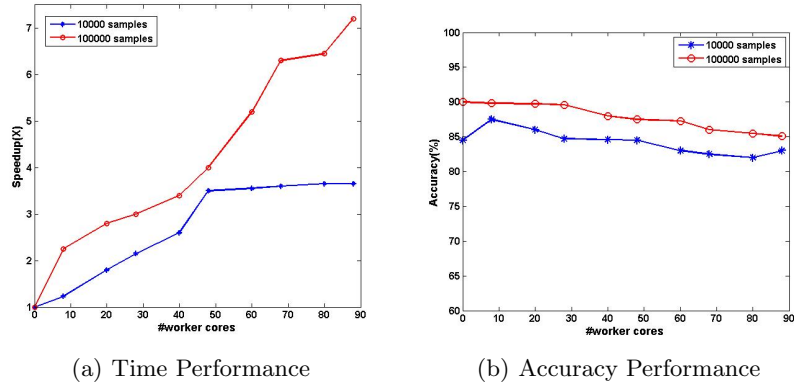 10000 samples
100000 samples
7
6
5
4
3
2
1
Speedup(X)
0 10 20 30 40 50 60 70 80 90
#worker cores
(a) Time Performance
10000 samples
100000 samples
100
95
90
85
80
75
70
65
60
Accuracy(%)
0 10 20 30 40 50 60 70 80 90
#worker cores
(b) Accuracy Performance